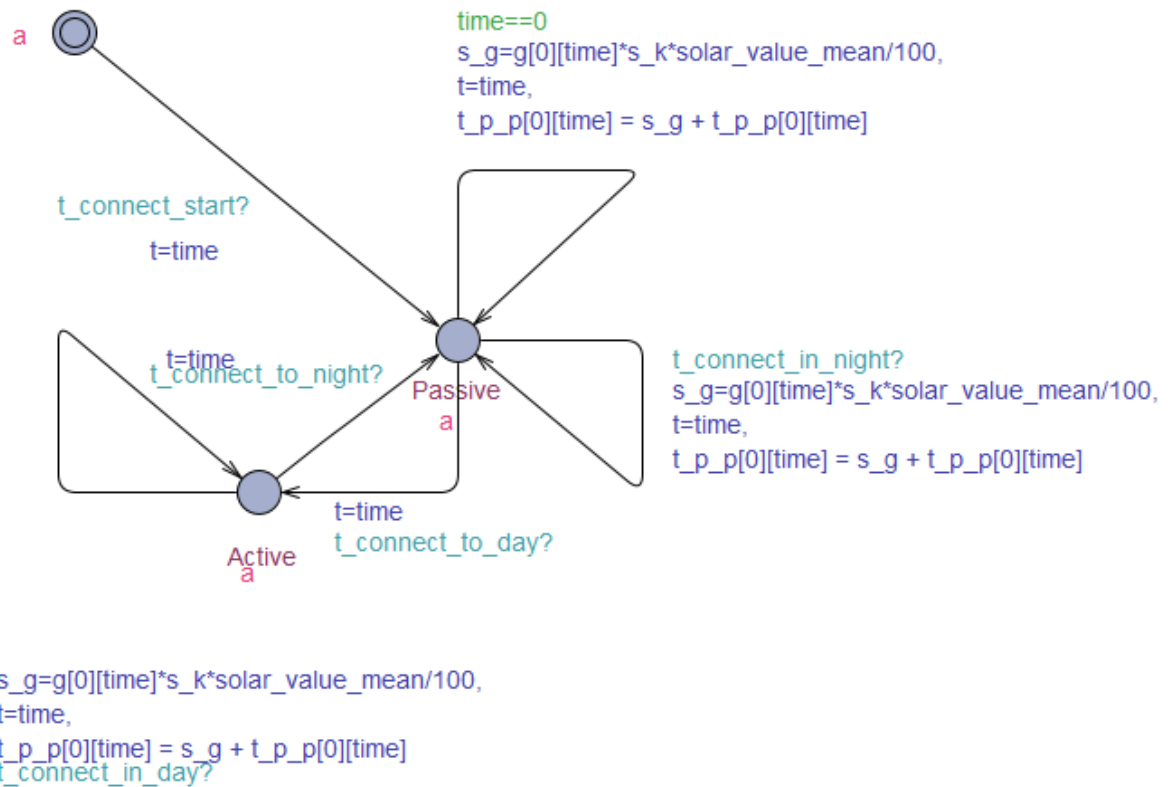 a
time==0
s_g=g[0][time]*s_k*solar_value_mean/100,
t=time,
t_p_p[0][time] = s_g + t_p_p[0][time]
t_connect_start?
t=time
t=time
t_connect_to_night?
Passive
a
t_connect_in_night?
s_g=g[0][time]*s_k*solar_value_mean/100,
t=time,
t_p_p[0][time] = s_g + t_p_p[0][time]
t=time
t_connect_to_day?
Active
a
s_g=g[0][time]*s_k*solar_value_mean/100,
t=time,
t_p_p[0][time] = s_g + t_p_p[0][time]
t_connect_in_day?